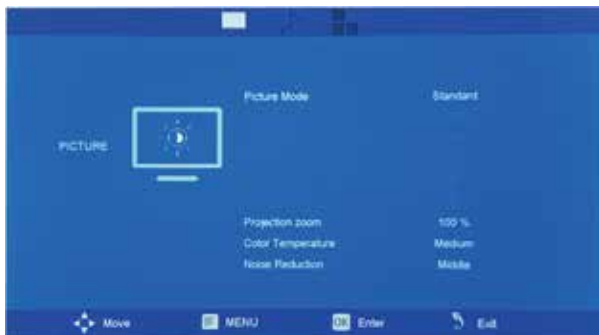 Picture Mode Standard
PICTURE
Projection zoom 100 %
Color Temperature Medium
Noise Reduction Middle
Move MENU OK Enter Exit